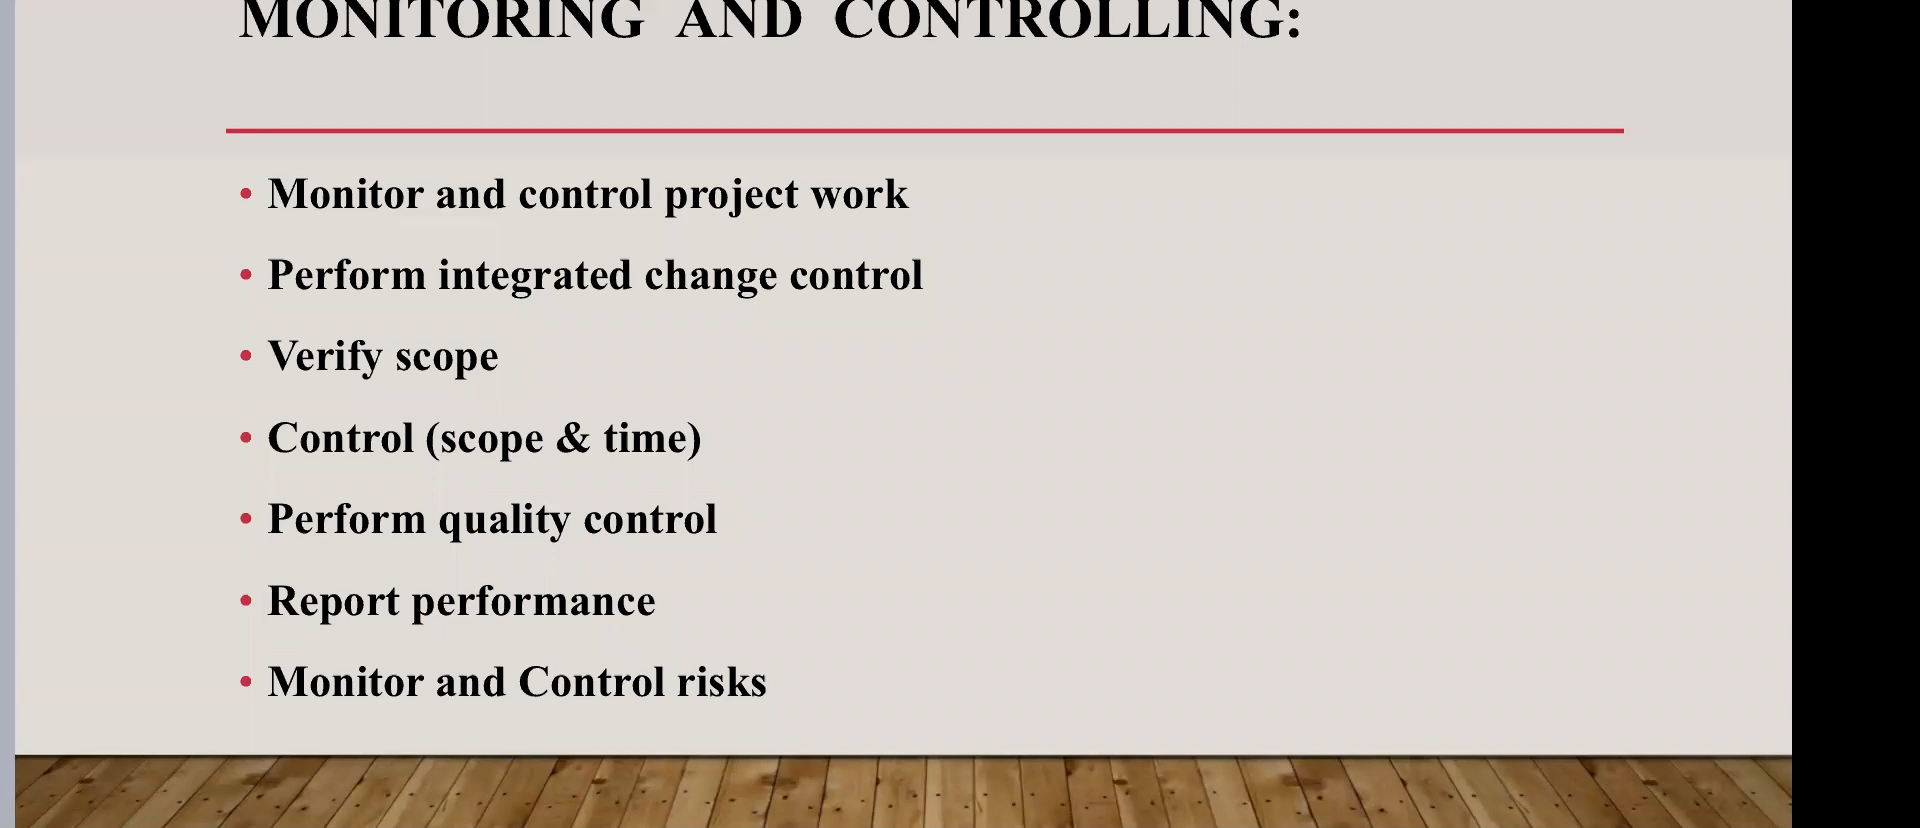 MONITORING AND CONTROLLING:
• Monitor and control project work
• Perform integrated change control
• Verify scope
• Control (scope & time)
• Perform quality control
• Report performance
• Monitor and Control risks